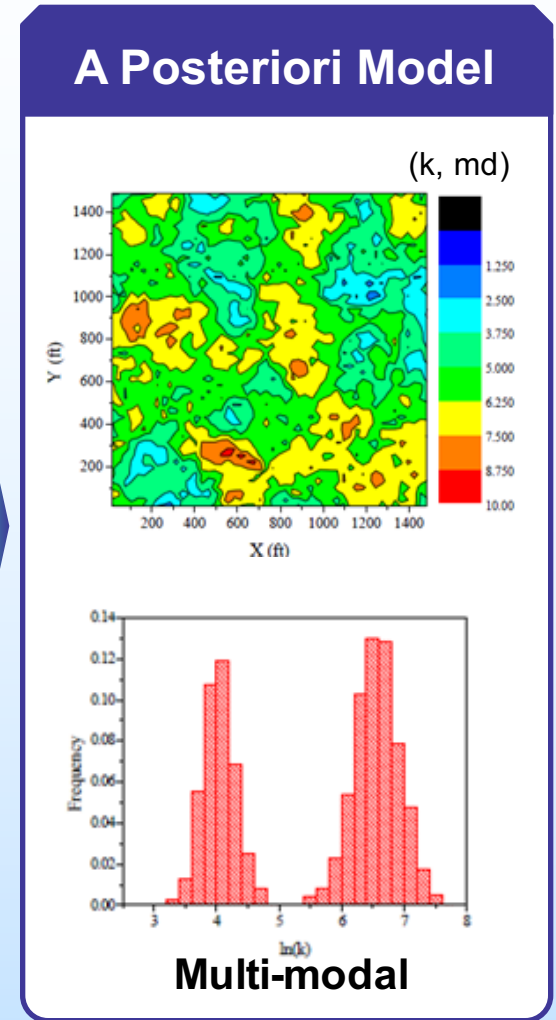 A Posteriori Model
(k, md)
1400
1200
1000
800
600
400
200
Y (ft)
200 400 600 800 1000 1200 1400
X (ft)
1.250
2.500
3.750
5.000
6.250
7.500
8.750
10.00
0.14
0.12
0.10
0.08
0.06
0.04
0.02
0.00
Frequency
3 4 5 6 7 8
ln(k)
Multi-modal